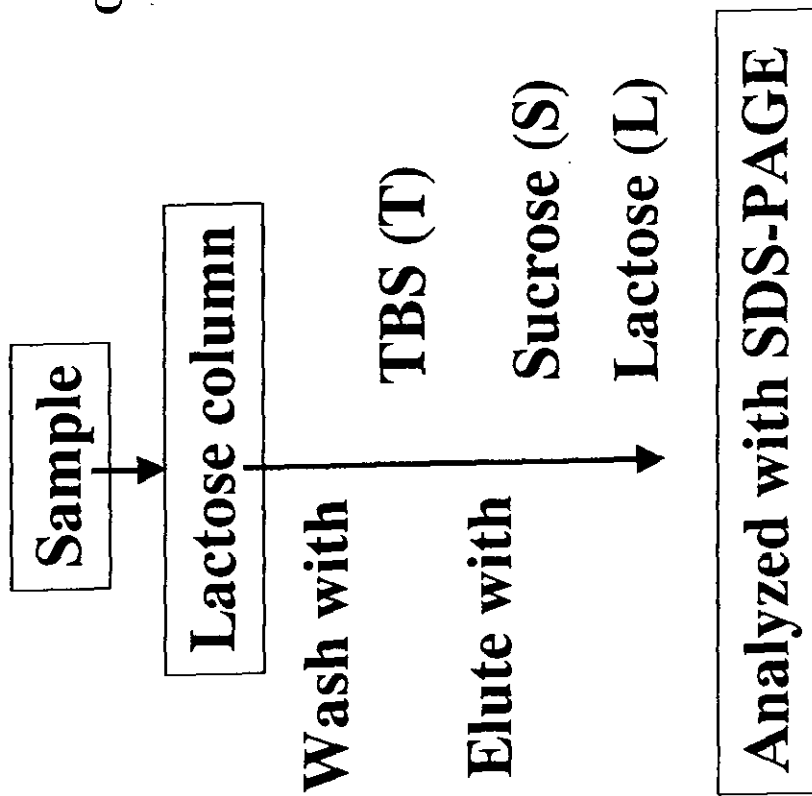 Sample
Lactose column
Wash with
TBS (T)
Elute with
Sucrose (S)
Lactose (L)
Analyzed with SDS-PAGE